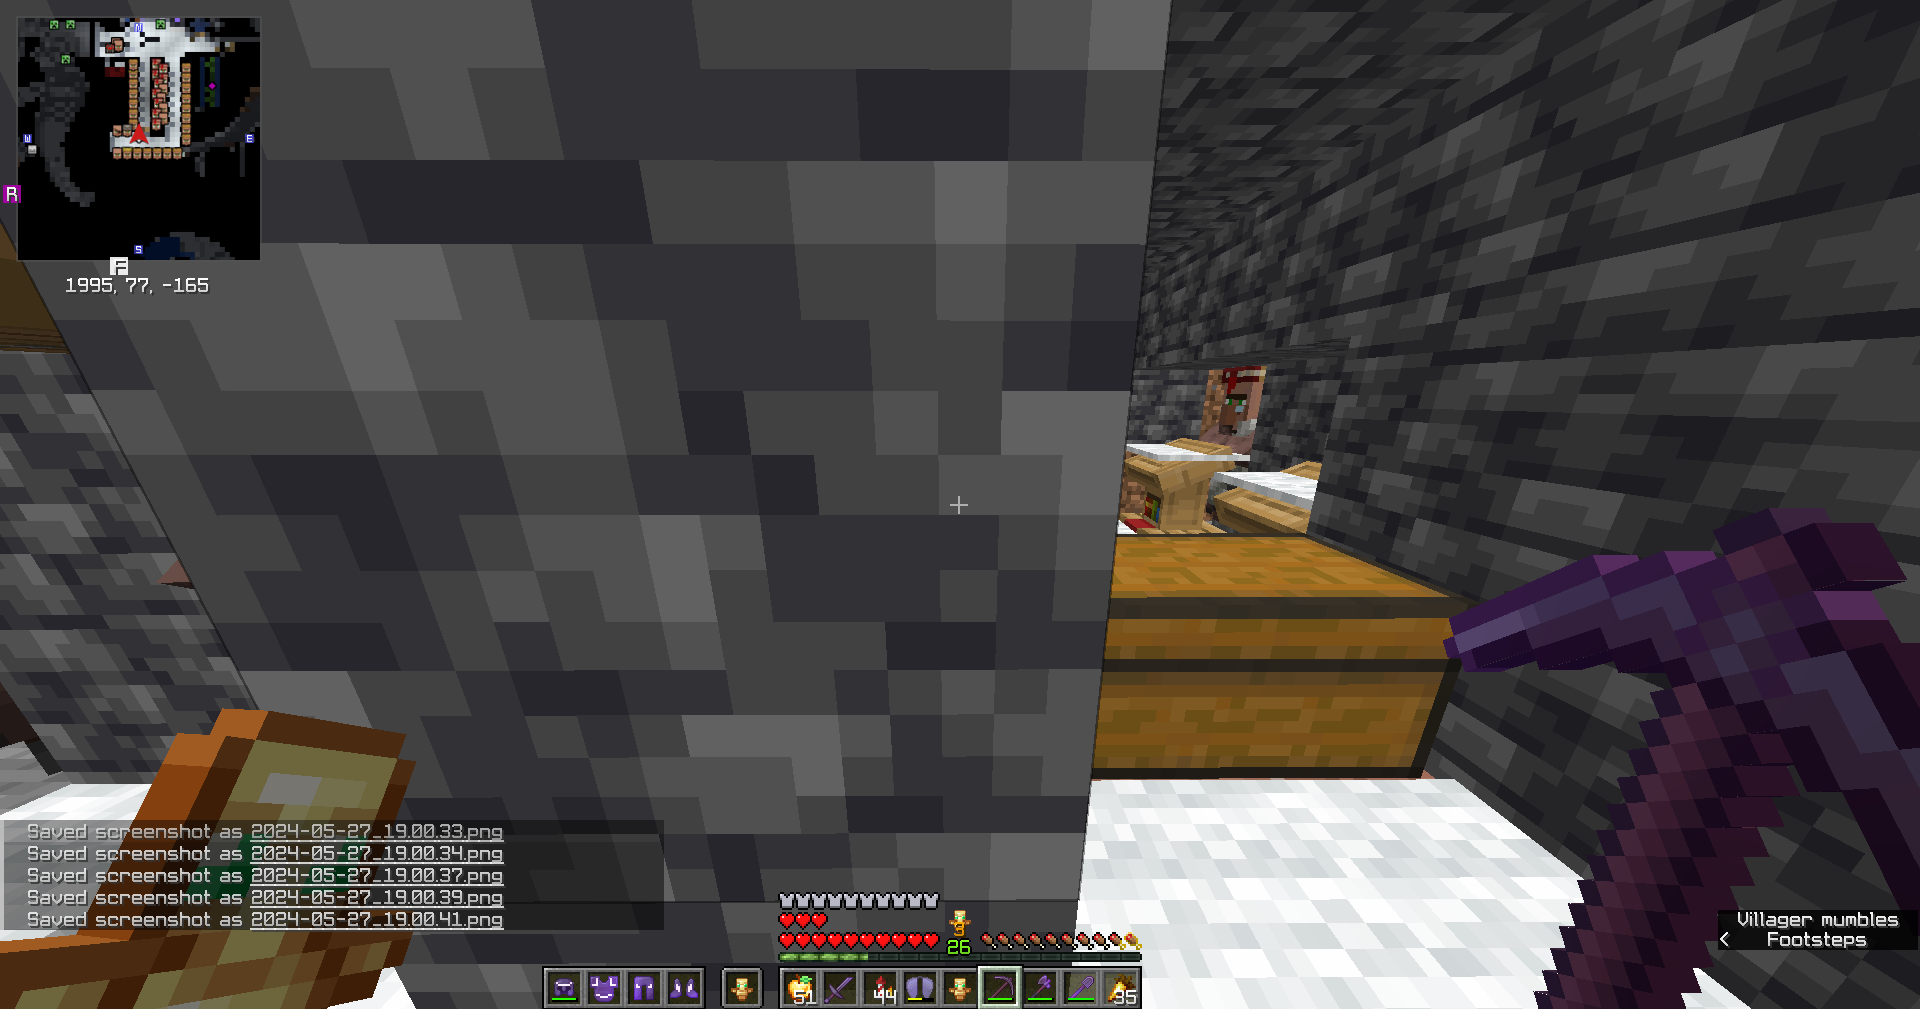 N
W
E
R
S
F
1995, 77, -165
Saved screenshot as 2024-05-27_19.00.33.png
Saved screenshot as 2024-05-27_19.00.34.png
Saved screenshot as 2024-05-27_19.00.37.png
Saved screenshot as 2024-05-27_19.00.39.png
Saved screenshot as 2024-05-27_19.00.41.png
3
26
Villager mumbles
< Footsteps
51
44
35